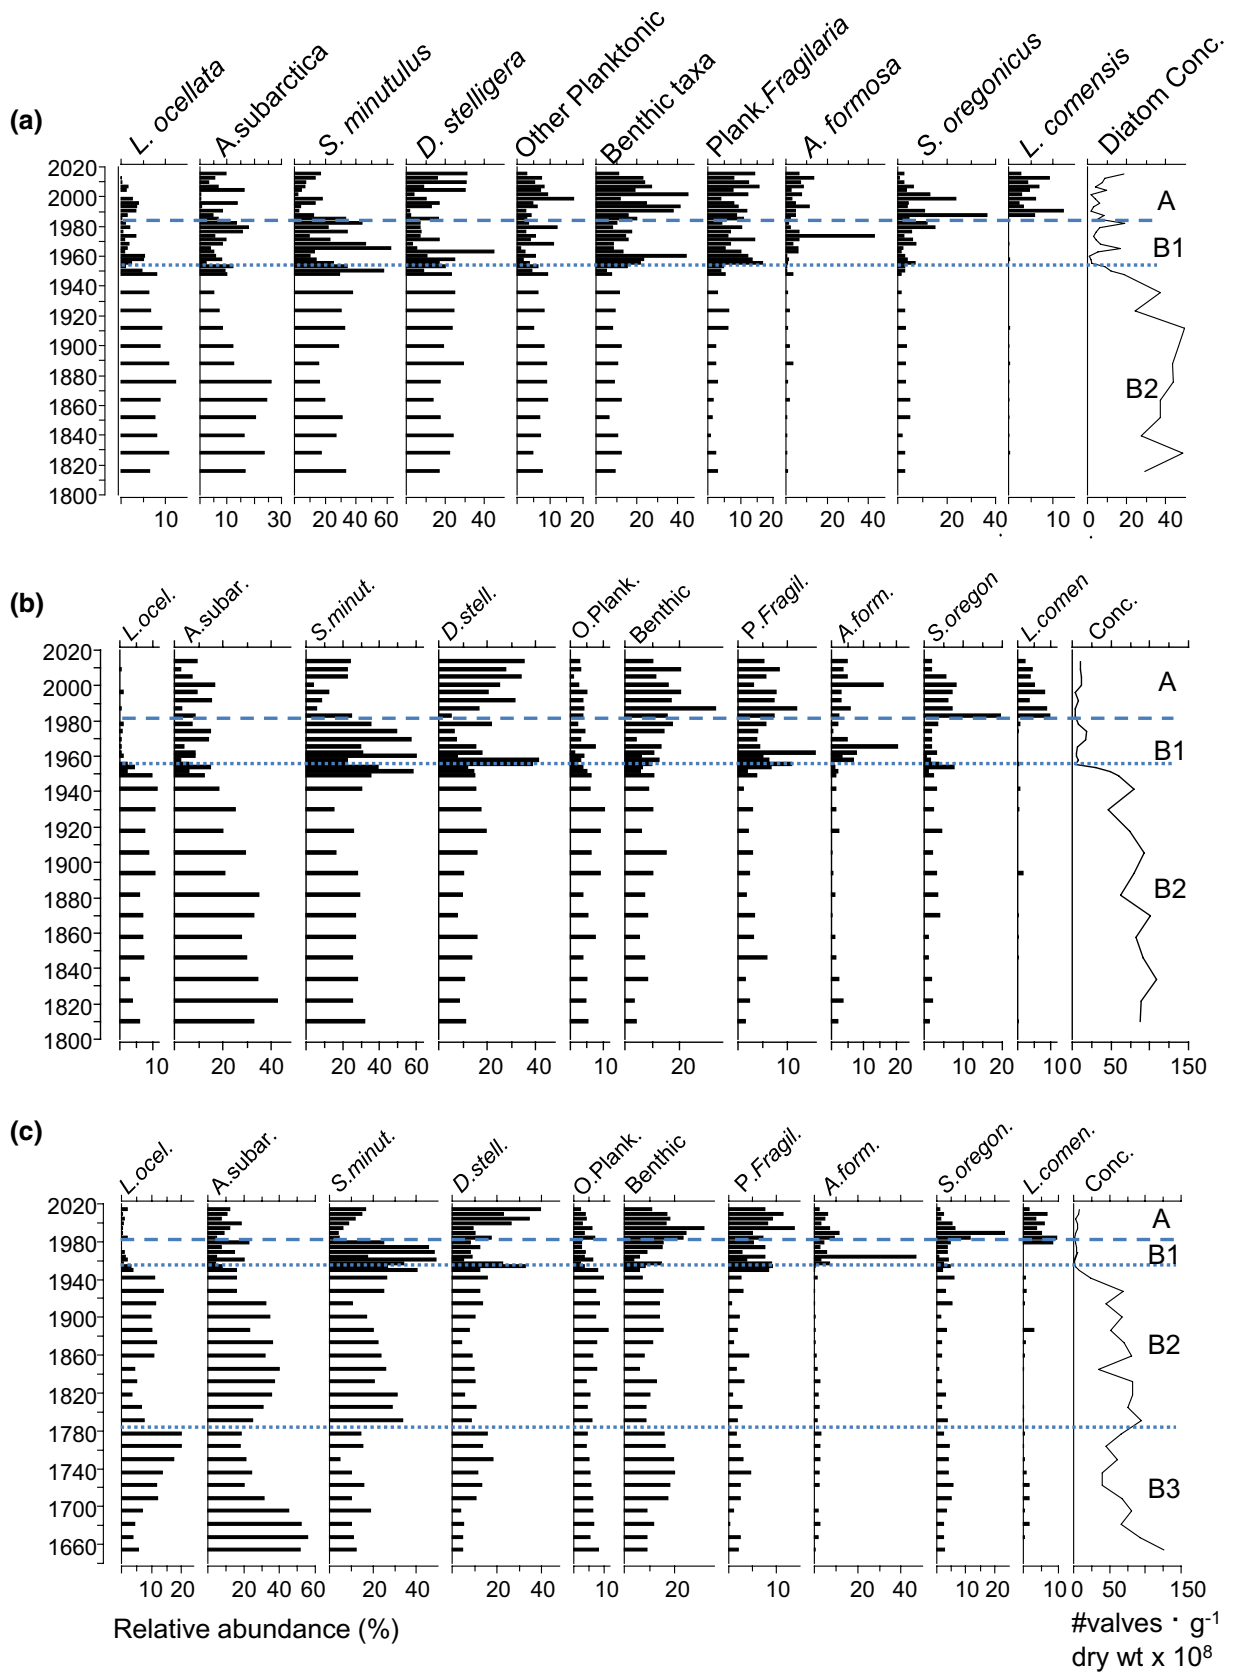 (a)
L. ocellata A.subarctica S. minutulus D. stelligera Other Planktonic Benthic taxa Plank.Fragilaria A. formosa S. oregonicus L. comensis Diatom Conc.
2020
2000 A
1980
B1
1960
1940
1920
1900
1880
B2
1860
1840
1820
1800
10 10 30 20 40 60 20 40 10 20 20 40 10 20 20 40 20 40 10 0 20 40
(b)
L.ocel. A.subar. S.minut. D.stell. O.Plank. Benthic P.Fragil. A.form. S.oregon L.comen Conc.
2020
2000 A
1980
B1
1960
1940
1920
1900
1880 B2
1860
1840
1820
1800
10 20 40 20 40 60 20 40 10 20 10 10 20 10 20 10 0 50 150
(c)
L.ocel. A.subar. S.minut. D.stell. O.Plank. Benthic P.Fragil. A.form. S.oregon. L.comen. Conc.
2020
A
1980
B1
1940
1900
B2
1860
1820
1780
1740
B3
1700
1660
10 20 20 40 60 20 40 20 40 10 20 10 20 40 10 20 10 0 50 150
Relative abundance (%)
#valves · g-1
dry wt x 10⁸